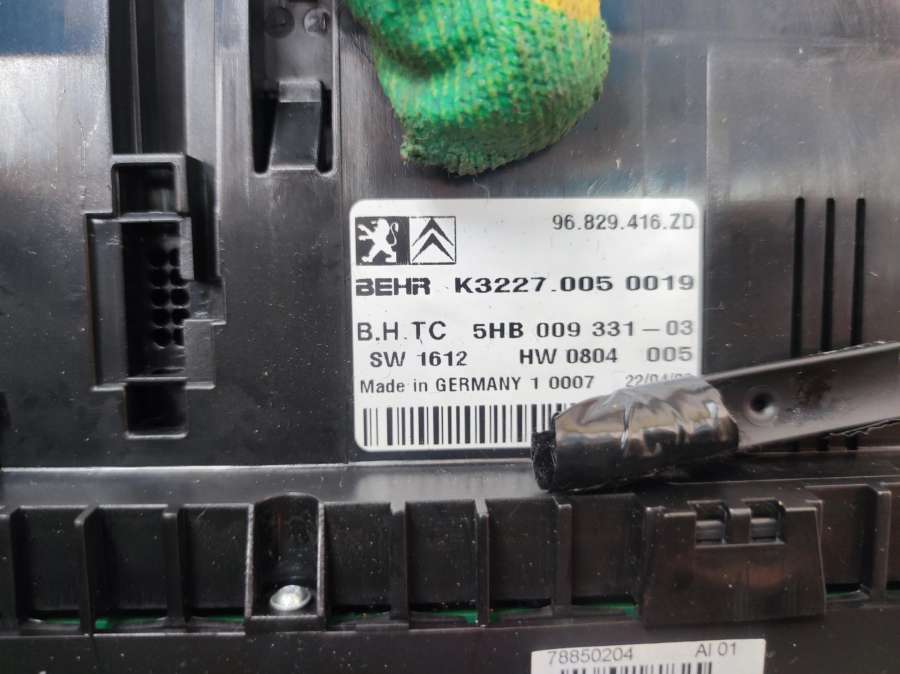 96.829.416.ZD
BEHR K3227.005 0019
B.H.TC 5HB 009 331-03
SW 1612 HW 0804 005
Made in GERMANY 1 0007
78850204 AI 01